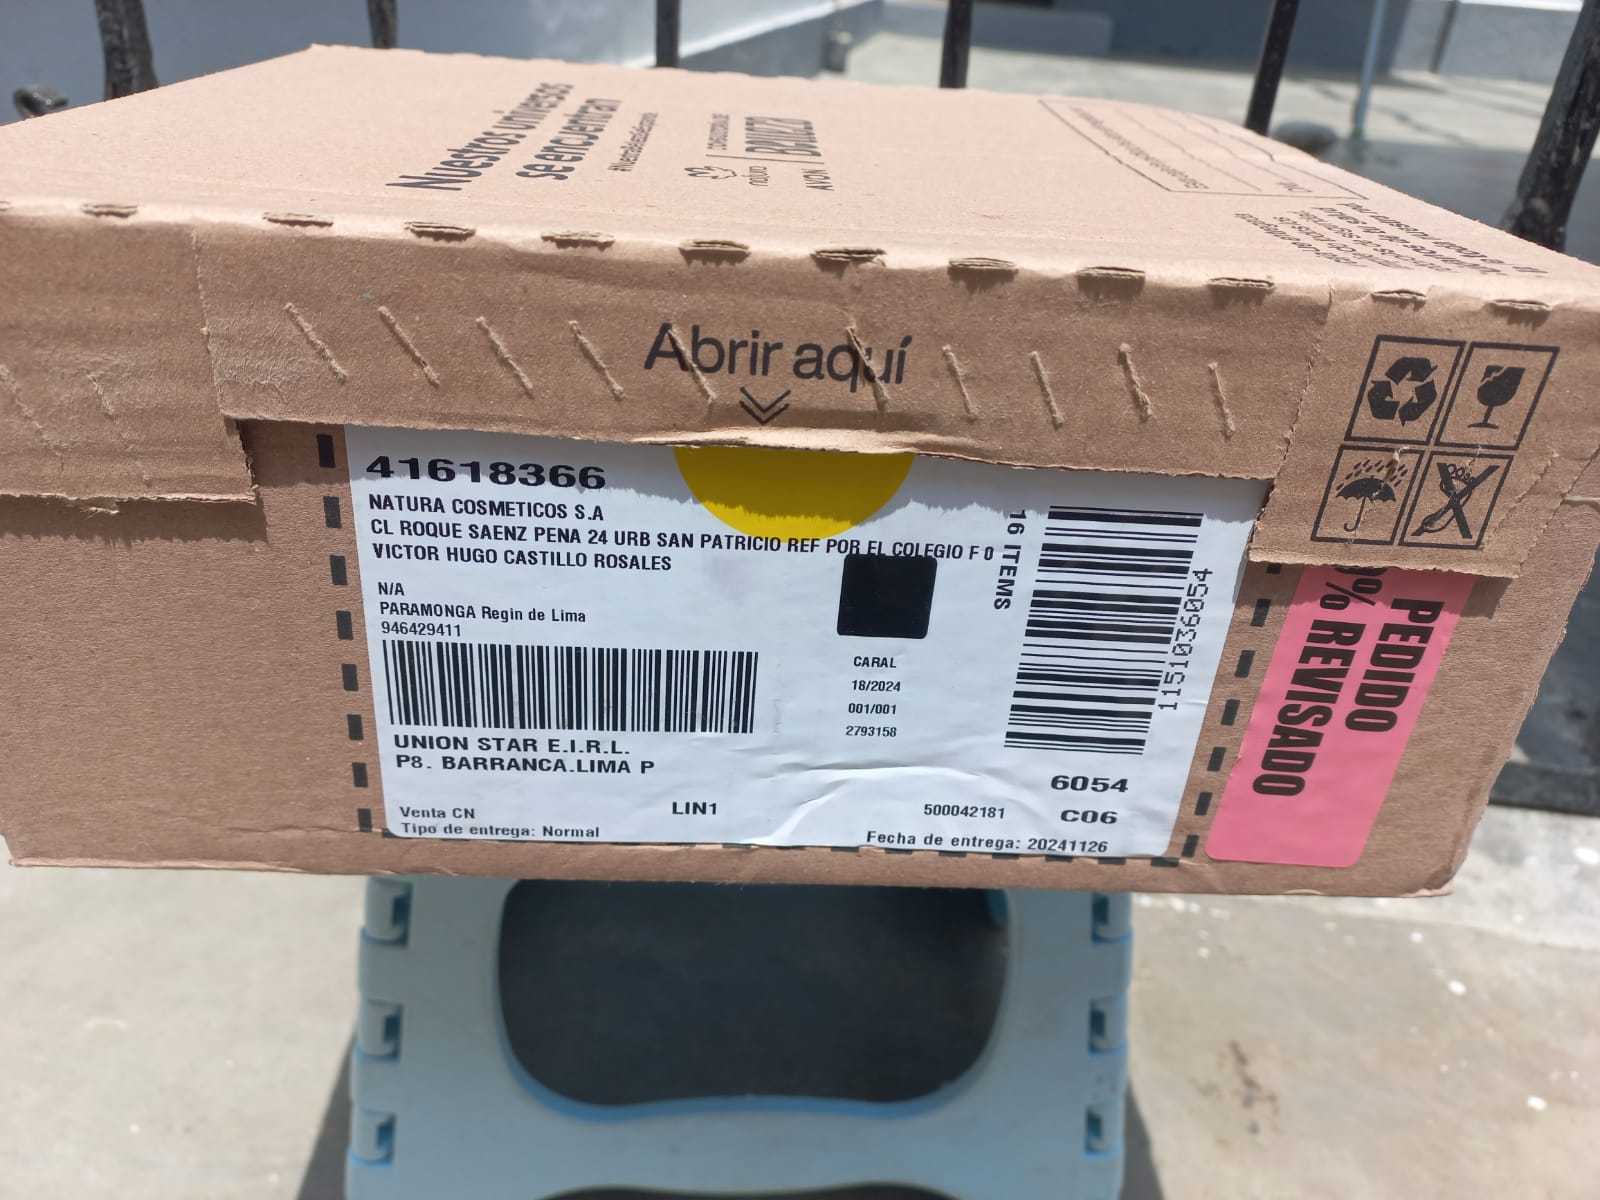 Nuestros universos
se encuentran
natura
AVON
Abrir aquí
41618366
NATURA COSMETICOS S.A
CL ROQUE SAENZ PENA 24 URB SAN PATRICIO REF POR EL COLEGIO F 0
VICTOR HUGO CASTILLO ROSALES
N/A
PARAMONGA Regin de Lima
946429411
UNION STAR E.I.R.L.
P8. BARRANCA.LIMA P
Venta CN
LIN1
Tipo de entrega: Normal
CARAL
18/2024
001/001
2793158
16 ITEMS
1151036054
6054
500042181
C06
Fecha de entrega: 20241126
PEDIDO
% REVISADO